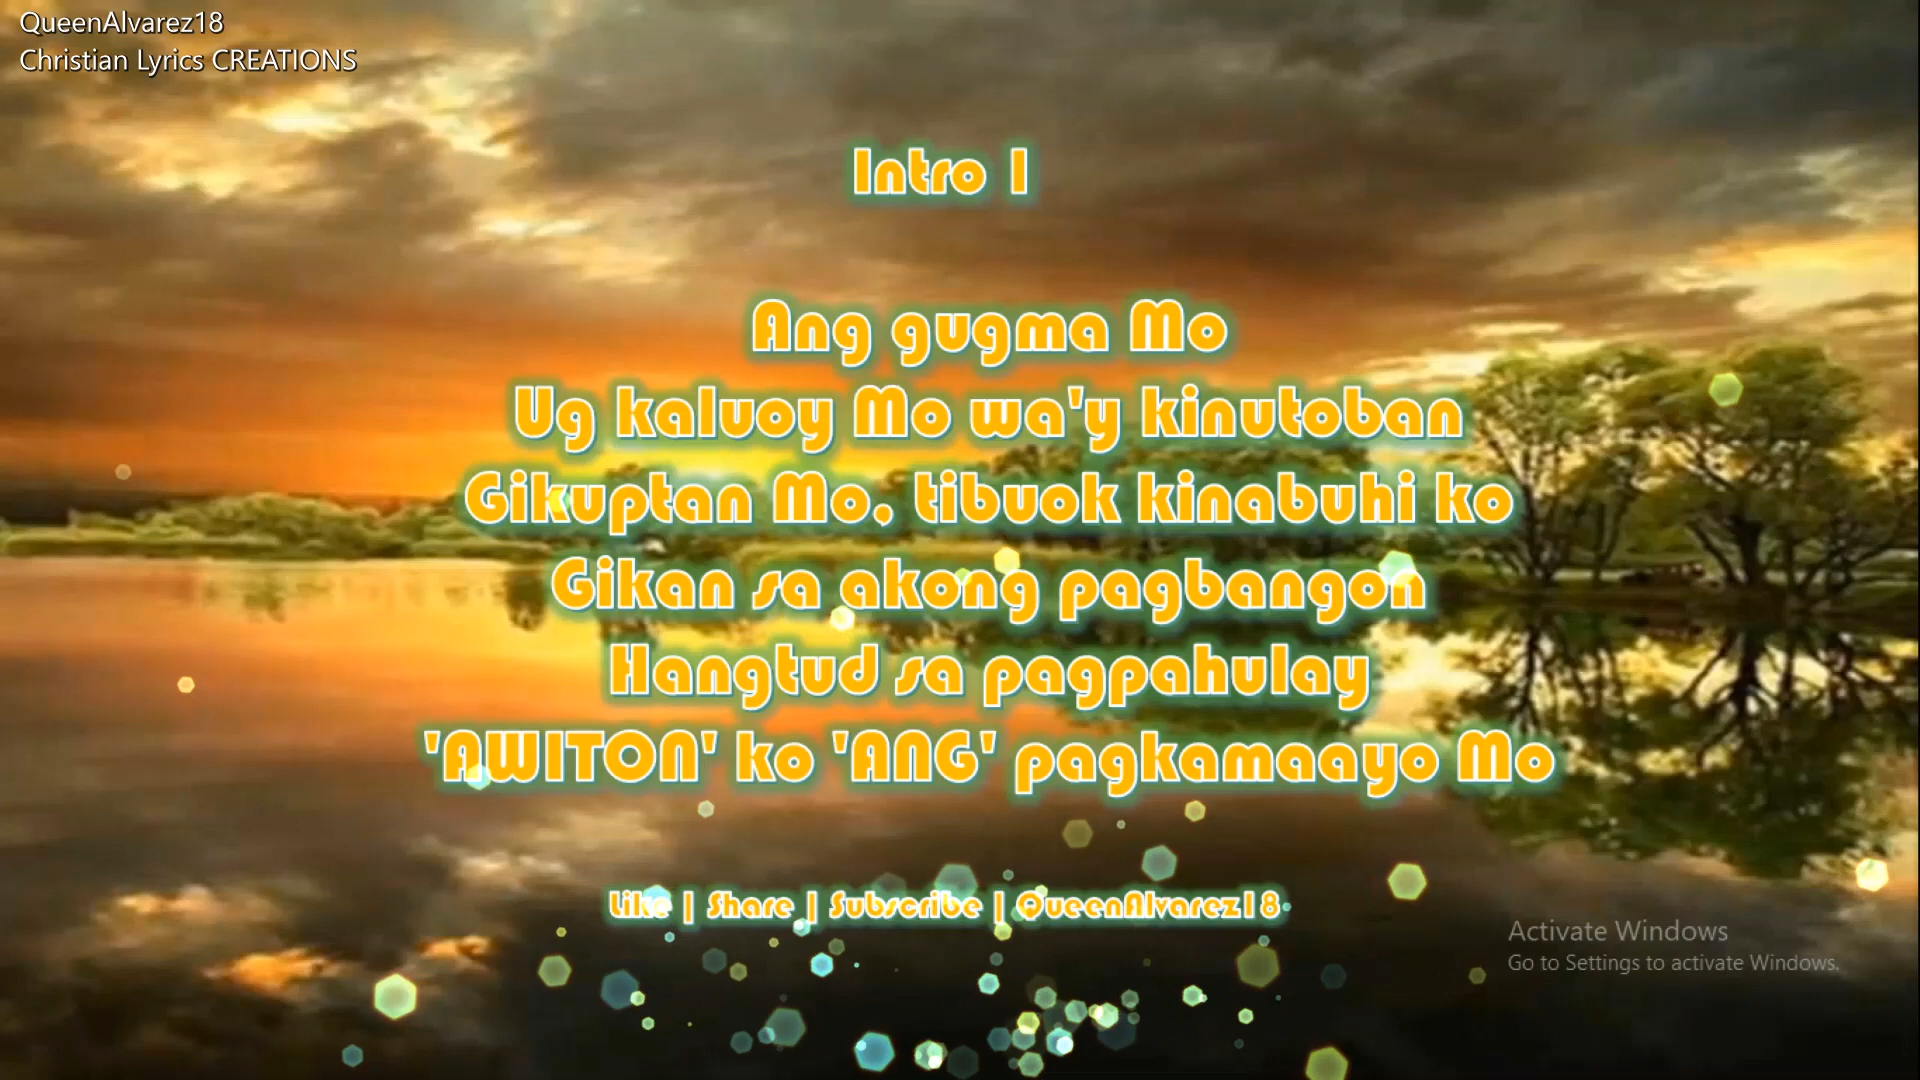 QueenAlvarez18
Christian Lyrics CREATIONS
Intro 1
Ang gugma Mo
Ug kaluoy Mo wa'y kinutoban
Gikuptan Mo, tibuok kinabuhi ko
Gikan sa akong pagbangon
Hangtud sa pagpahulay
'AWITON' ko 'ANG' pagkamaayo Mo
Like | Share | Subscribe | QueenAlvarez18
Activate Windows
Go to Settings to activate Windows.